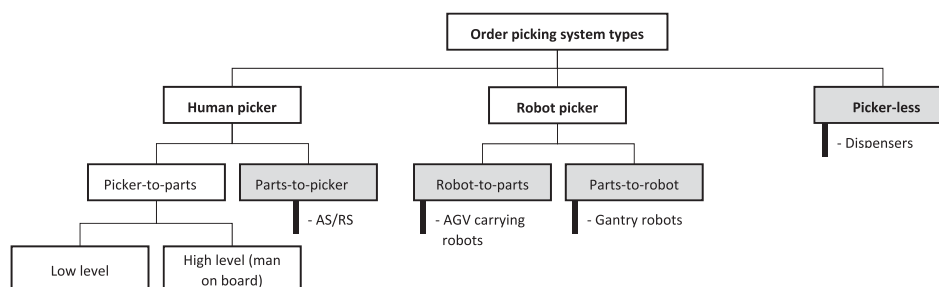 Order picking system types
Human picker
Robot picker
Picker-less
- Dispensers
Picker-to-parts
Parts-to-picker
Robot-to-parts
Parts-to-robot
- AS/RS
- AGV carrying
robots
- Gantry robots
Low level
High level (man
on board)